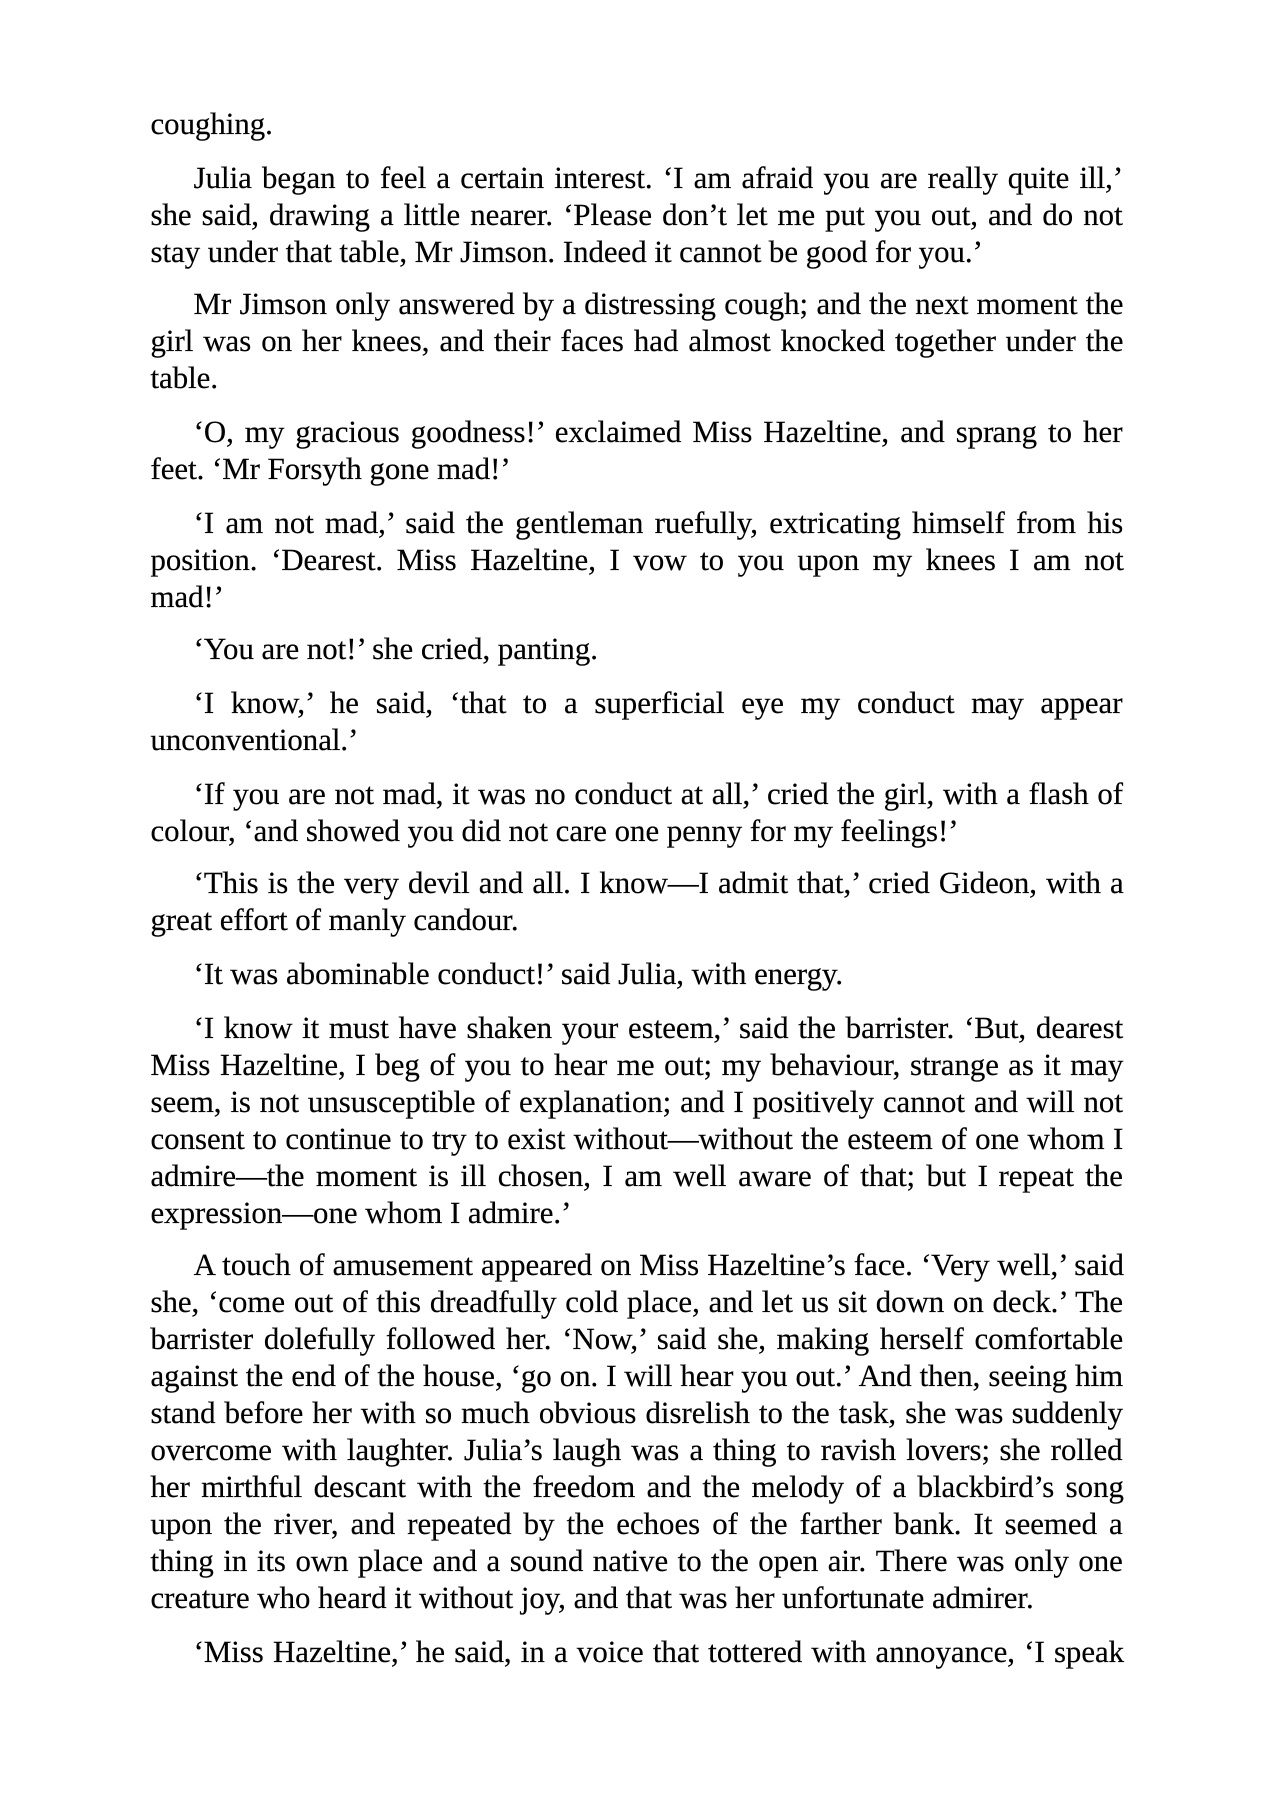 coughing.
Julia began to feel a certain interest. ‘I am afraid you are really quite ill,’
she said, drawing a little nearer. ‘Please don’t let me put you out, and do not
stay under that table, Mr Jimson. Indeed it cannot be good for you.’
Mr Jimson only answered by a distressing cough; and the next moment the
girl was on her knees, and their faces had almost knocked together under the
table.
‘O, my gracious goodness!’ exclaimed Miss Hazeltine, and sprang to her
feet. ‘Mr Forsyth gone mad!’
‘I am not mad,’ said the gentleman ruefully, extricating himself from his
position. ‘Dearest. Miss Hazeltine, I vow to you upon my knees I am not
mad!’
‘You are not!’ she cried, panting.
‘I know,’ he said, ‘that to a superficial eye my conduct may appear
unconventional.’
‘If you are not mad, it was no conduct at all,’ cried the girl, with a flash of
colour, ‘and showed you did not care one penny for my feelings!’
‘This is the very devil and all. I know—I admit that,’ cried Gideon, with a
great effort of manly candour.
‘It was abominable conduct!’ said Julia, with energy.
‘I know it must have shaken your esteem,’ said the barrister. ‘But, dearest
Miss Hazeltine, I beg of you to hear me out; my behaviour, strange as it may
seem, is not unsusceptible of explanation; and I positively cannot and will not
consent to continue to try to exist without—without the esteem of one whom I
admire—the moment is ill chosen, I am well aware of that; but I repeat the
expression—one whom I admire.’
A touch of amusement appeared on Miss Hazeltine’s face. ‘Very well,’ said
she, ‘come out of this dreadfully cold place, and let us sit down on deck.’ The
barrister dolefully followed her. ‘Now,’ said she, making herself comfortable
against the end of the house, ‘go on. I will hear you out.’ And then, seeing him
stand before her with so much obvious disrelish to the task, she was suddenly
overcome with laughter. Julia’s laugh was a thing to ravish lovers; she rolled
her mirthful descant with the freedom and the melody of a blackbird’s song
upon the river, and repeated by the echoes of the farther bank. It seemed a
thing in its own place and a sound native to the open air. There was only one
creature who heard it without joy, and that was her unfortunate admirer.
‘Miss Hazeltine,’ he said, in a voice that tottered with annoyance, ‘I speak